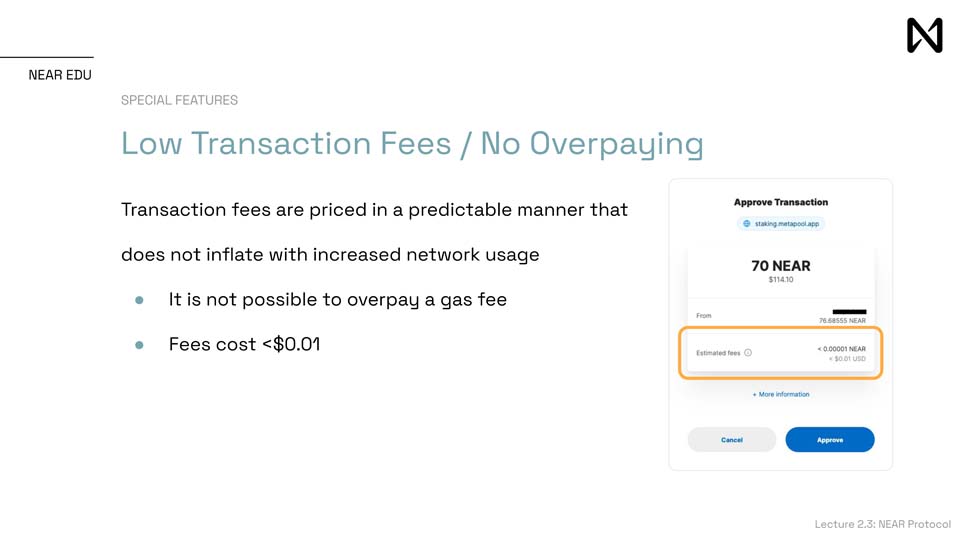 NEAR EDU
SPECIAL FEATURES
Low Transaction Fees / No Overpaying
Transaction fees are priced in a predictable manner that
does not inflate with increased network usage
● It is not possible to overpay a gas fee
● Fees cost <$0.01
Approve Transaction
staking.metapool.app
70 NEAR
$114.10
From
76.68555 NEAR
Estimated fees
< 0.00001 NEAR
< $0.01 USD
+ More information
Cancel Approve
Lecture 2.3: NEAR Protocol